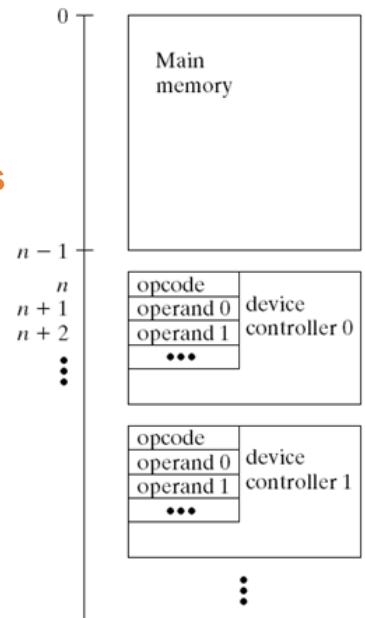 0
Main
memory
s
n − 1
n
opcode
n + 1
operand 0
device
controller 0
n + 2
operand 1
•••
opcode
operand 0
device
controller 1
operand 1
•••